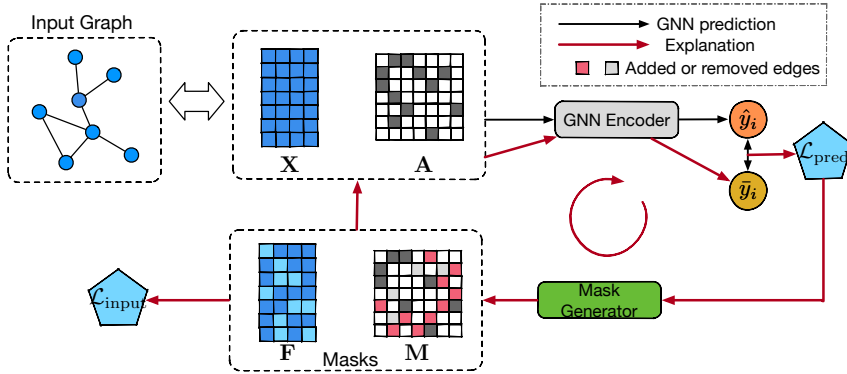 Input Graph
X
A
GNN prediction
Explanation
Added or removed edges
GNN Encoder
ŷᵢ
ȳᵢ
ℒpred
ℒinput
F
M
Masks
Mask
Generator